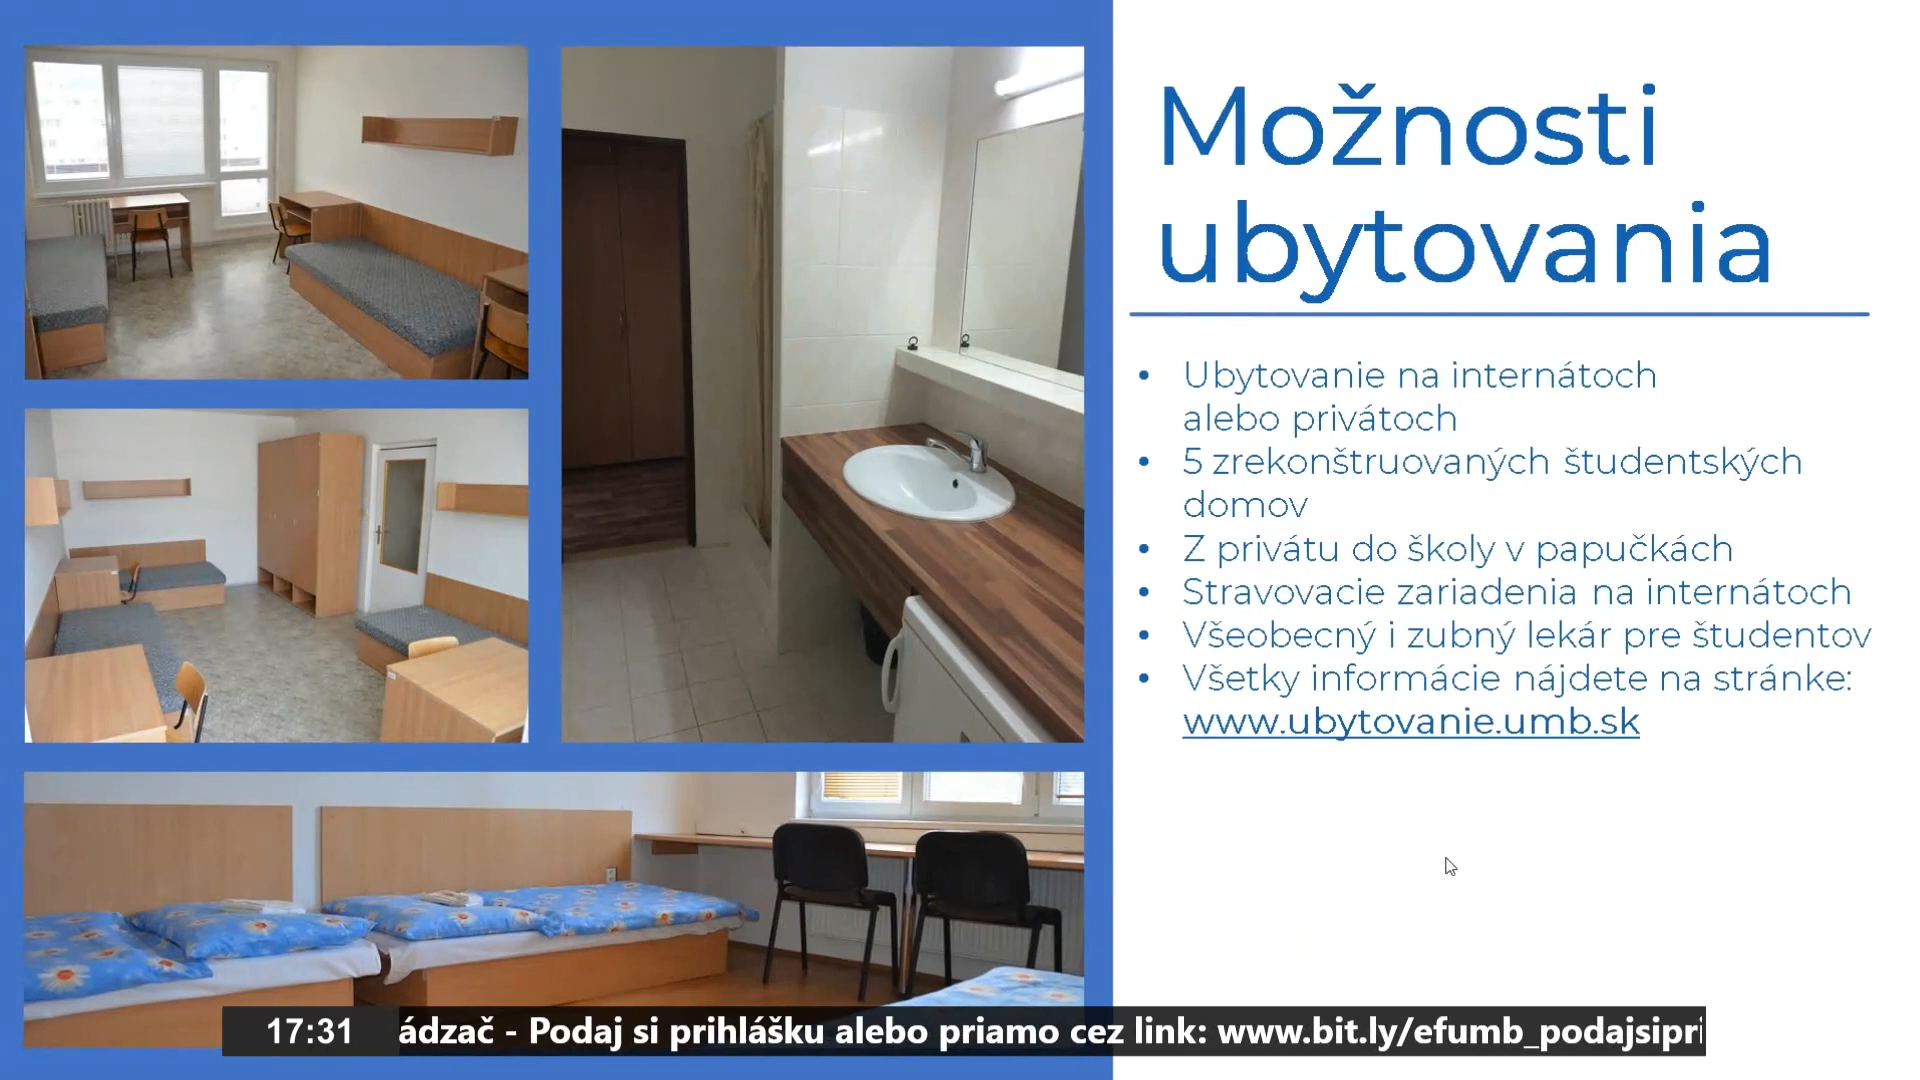 Možnosti
ubytovania
• Ubytovanie na internátoch
alebo privátoch
• 5 zrekonštruovaných študentských
domov
• Z privátu do školy v papučkách
• Stravovacie zariadenia na internátoch
• Všeobecný i zubný lekár pre študentov
• Všetky informácie nájdete na stránke:
www.ubytovanie.umb.sk
17:31 ádzač - Podaj si prihlášku alebo priamo cez link: www.bit.ly/efumb_podajsipri